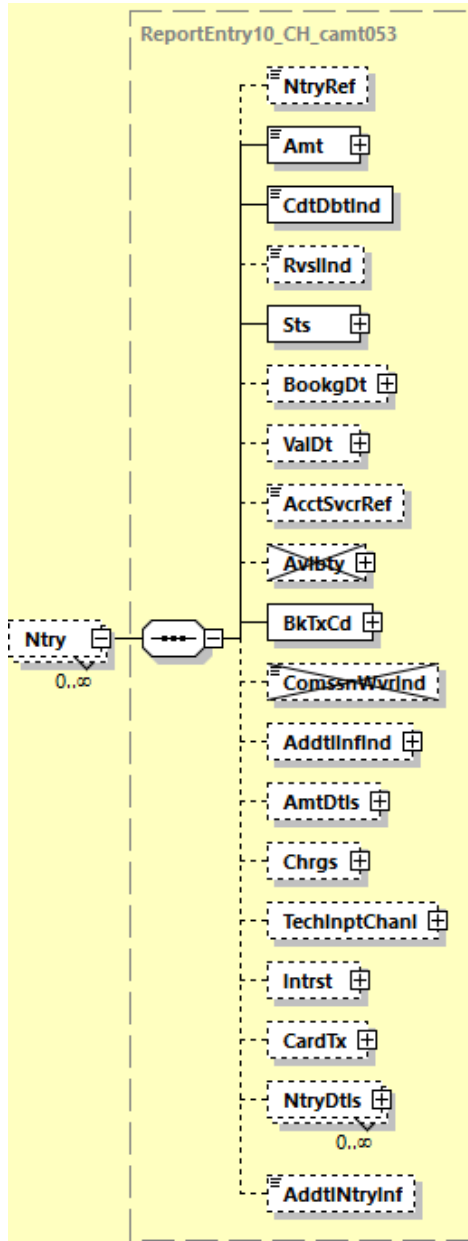 ReportEntry10_CH_camt053
NtryRef
Amt
CdtDbtInd
RvslInd
Sts
BookgDt
ValDt
AcctSvcrRef
Avlbty
Ntry
0..∞
BkTxCd
ComssnWvrInd
AddtlInfInd
AmtDtls
Chrgs
TechInptChanl
Intrst
CardTx
NtryDtls
0..∞
AddtlNtryInf